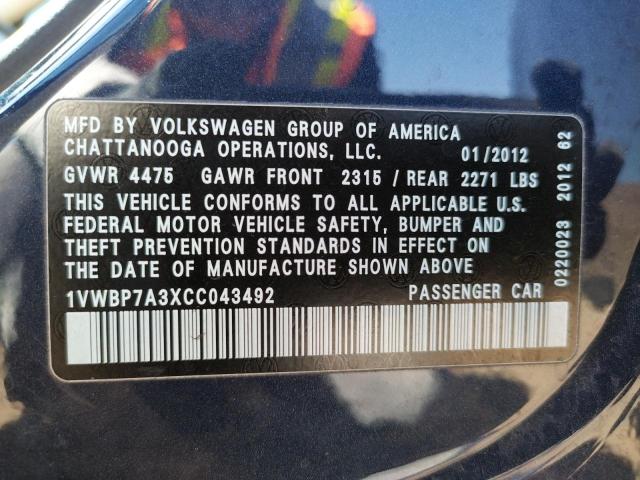 MFD BY VOLKSWAGEN GROUP OF AMERICA
CHATTANOOGA OPERATIONS, LLC. 01/2012
GVWR 4475 GAWR FRONT 2315 / REAR 2271 LBS
THIS VEHICLE CONFORMS TO ALL APPLICABLE U.S.
FEDERAL MOTOR VEHICLE SAFETY, BUMPER AND
THEFT PREVENTION STANDARDS IN EFFECT ON
THE DATE OF MANUFACTURE SHOWN ABOVE
1VWBP7A3XCC043492 PASSENGER CAR
0220023 2012 62